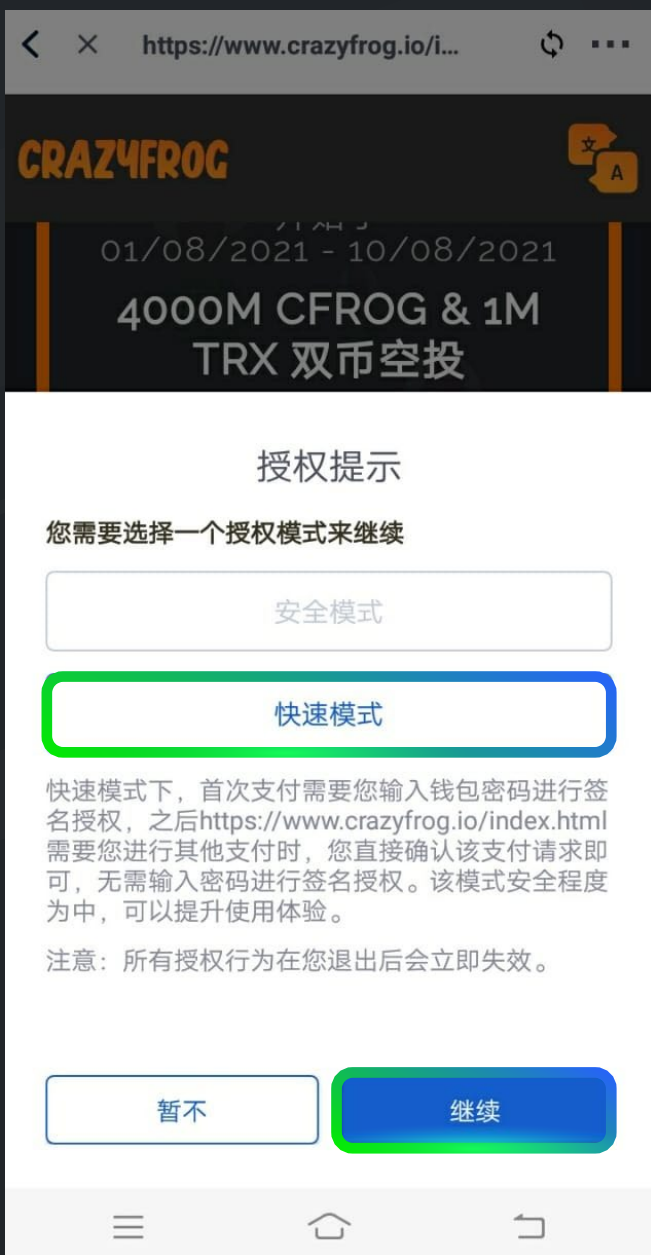 https://www.crazyfrog.io/i...
CRAZYFROG
文
A
01/08/2021 - 10/08/2021
4000M CFROG & 1M
TRX 双币空投
授权提示
您需要选择一个授权模式来继续
安全模式
快速模式
快速模式下，首次支付需要您输入钱包密码进行签
名授权，之后https://www.crazyfrog.io/index.html
需要您进行其他支付时，您直接确认该支付请求即
可，无需输入密码进行签名授权。该模式安全程度
为中，可以提升使用体验。
注意：所有授权行为在您退出后会立即失效。
暂不
继续